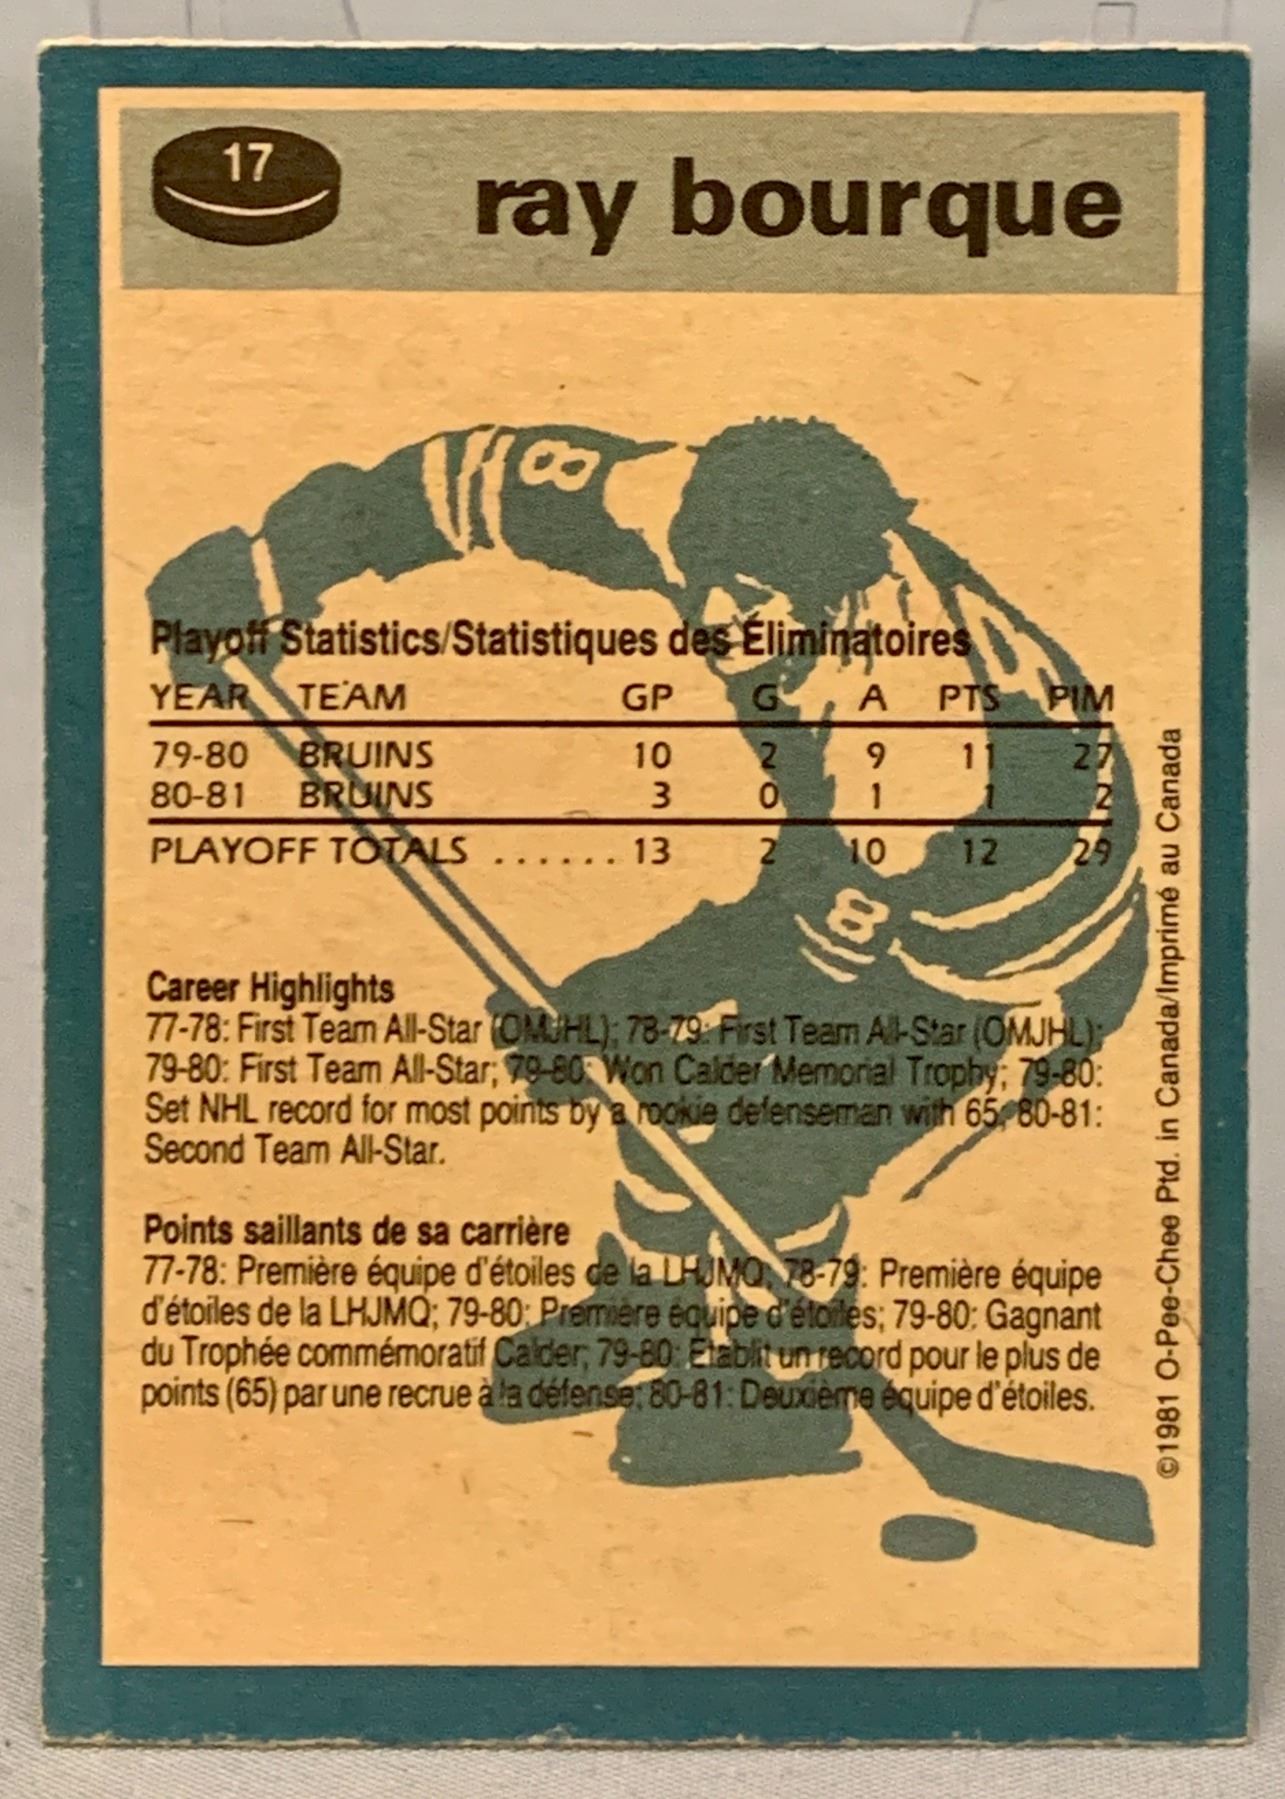 17
ray bourque
8
Playoff Statistics/Statistiques des Éliminatoires
YEAR TEAM GP G A PTS PIM
79-80 BRUINS 10 2 9 11 27
80-81 BRUINS 3 0 1 1 2
PLAYOFF TOTALS ...... 13 2 10 12 29
8
Career Highlights
77-78: First Team All-Star (OMJHL); 78-79: First Team All-Star (OMJHL);
79-80: First Team All-Star; 79-80: Won Calder Memorial Trophy; 79-80:
Set NHL record for most points by a rookie defenseman with 65; 80-81:
Second Team All-Star.
Points saillants de sa carrière
77-78: Première équipe d'étoiles de la LHJMQ; 78-79: Première équipe
d'étoiles de la LHJMQ; 79-80: Première équipe d'étoiles; 79-80: Gagnant
du Trophée commémoratif Calder; 79-80: Établit un record pour le plus de
points (65) par une recrue à la défense; 80-81: Deuxième équipe d'étoiles.
©1981 O-Pee-Chee Ptd. in Canada/Imprimé au Canada